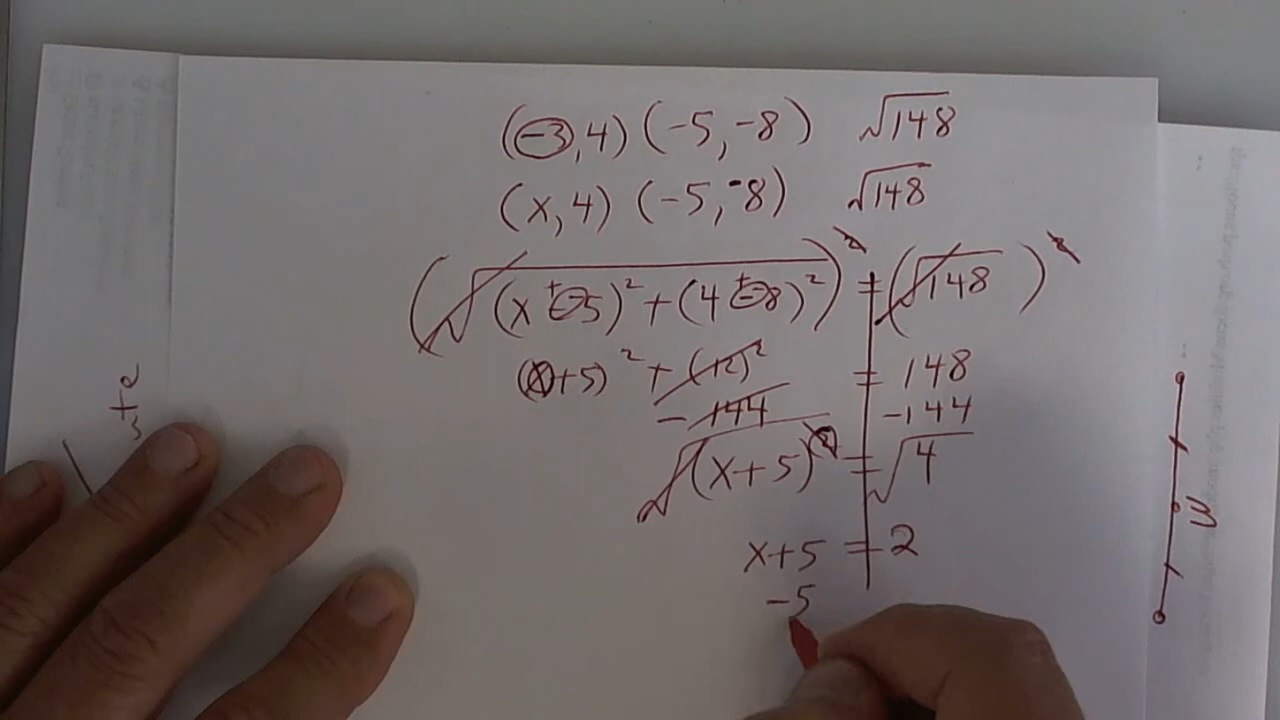 (-3,4) (-5,-8) √148
(x,4) (-5,-8) √148
(√(x+-5)²+(4+-8)²)² = (√148)²
(x+5)²+(12)² = 148
-144 -144
√(x+5)² = √4
x+5 = 2
-5
M